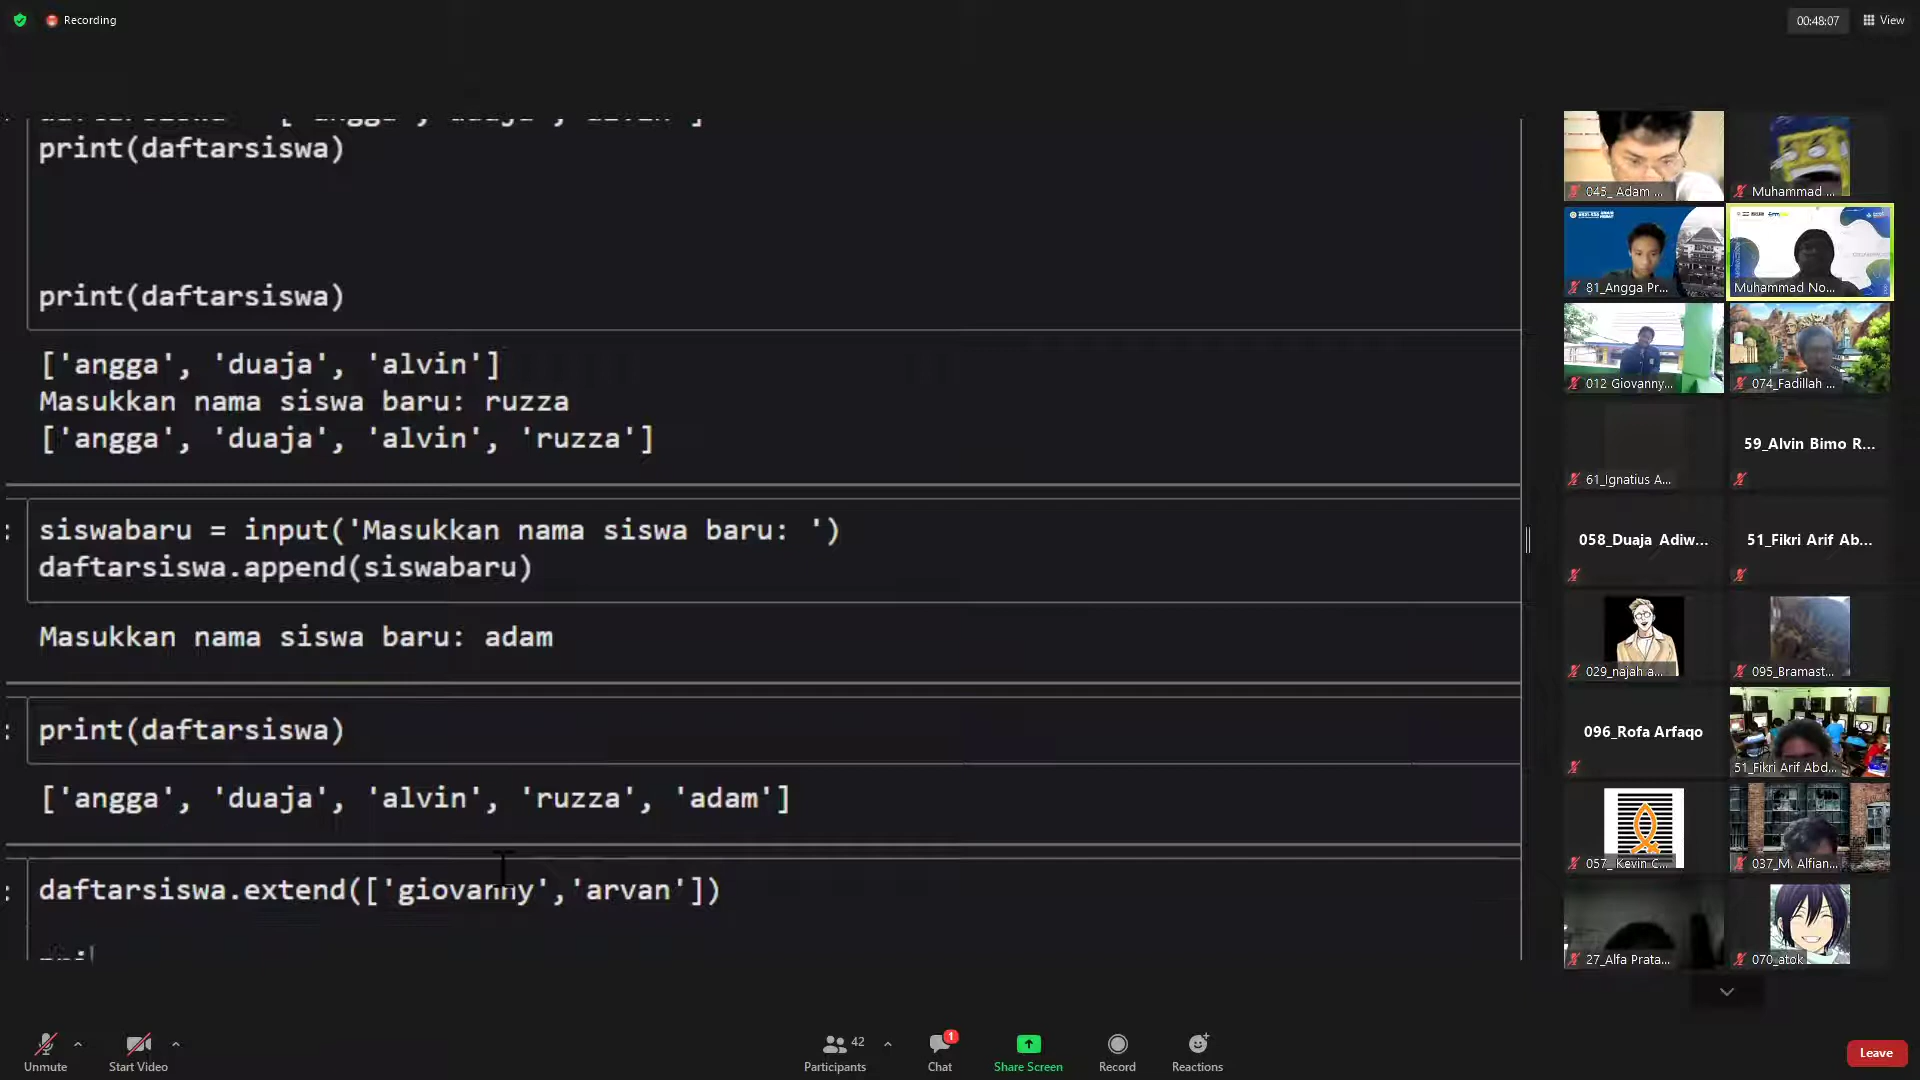 Recording
00:48:07
View
daftarsiswa = ['angga', 'duaja', 'alvin']
print(daftarsiswa)
print(daftarsiswa)
['angga', 'duaja', 'alvin']
Masukkan nama siswa baru: ruzza
['angga', 'duaja', 'alvin', 'ruzza']
siswabaru = input('Masukkan nama siswa baru: ')
daftarsiswa.append(siswabaru)
Masukkan nama siswa baru: adam
print(daftarsiswa)
['angga', 'duaja', 'alvin', 'ruzza', 'adam']
daftarsiswa.extend(['giovanny','arvan'])
045_ Adam ...
Muhammad ...
81_Angga Pr...
Muhammad No...
012 Giovanny...
074_Fadillah ...
61_Ignatius A...
59_Alvin Bimo R...
058_Duaja Adiw...
51_Fikri Arif Ab...
029_najah a...
095_Bramast...
096_Rofa Arfaqo
51_Fikri Arif Abd...
057_ Kevin C...
037_M. Alfian...
27_Alfa Prata...
070_atok
Unmute
Start Video
42
Participants
1
Chat
Share Screen
Record
Reactions
Leave